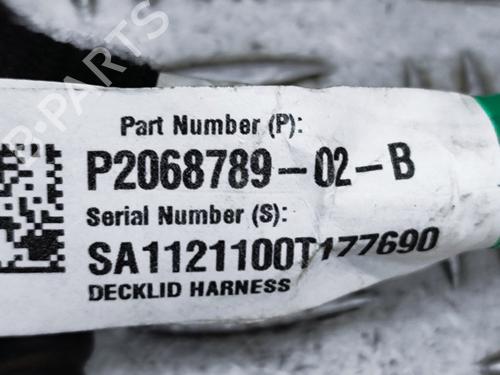 Part Number (P):
P2068789-02-B
Serial Number (S):
SA1121100T177690
DECKLID HARNESS